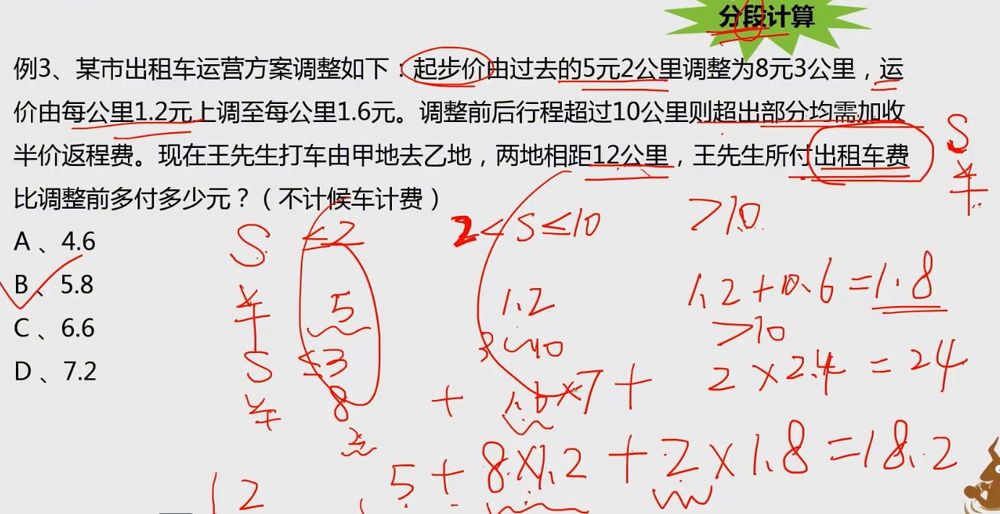 分段计算
例3、某市出租车运营方案调整如下：起步价由过去的5元2公里调整为8元3公里，运
价由每公里1.2元上调至每公里1.6元。调整前后行程超过10公里则超出部分均需加收
半价返程费。现在王先生打车由甲地去乙地，两地相距12公里，王先生所付出租车费
比调整前多付多少元？（不计候车计费）
S
¥
A 、4.6
B 、5.8
C 、6.6
D 、7.2
S ≤2 2<S≤10 >10
¥ 5 1.2 1.2+0.6=1.8
S ≤3 3~10 >10
¥ 8 + 1.6×7 + 2×2.4=24
5+8×1.2+2×1.8=18.2
12